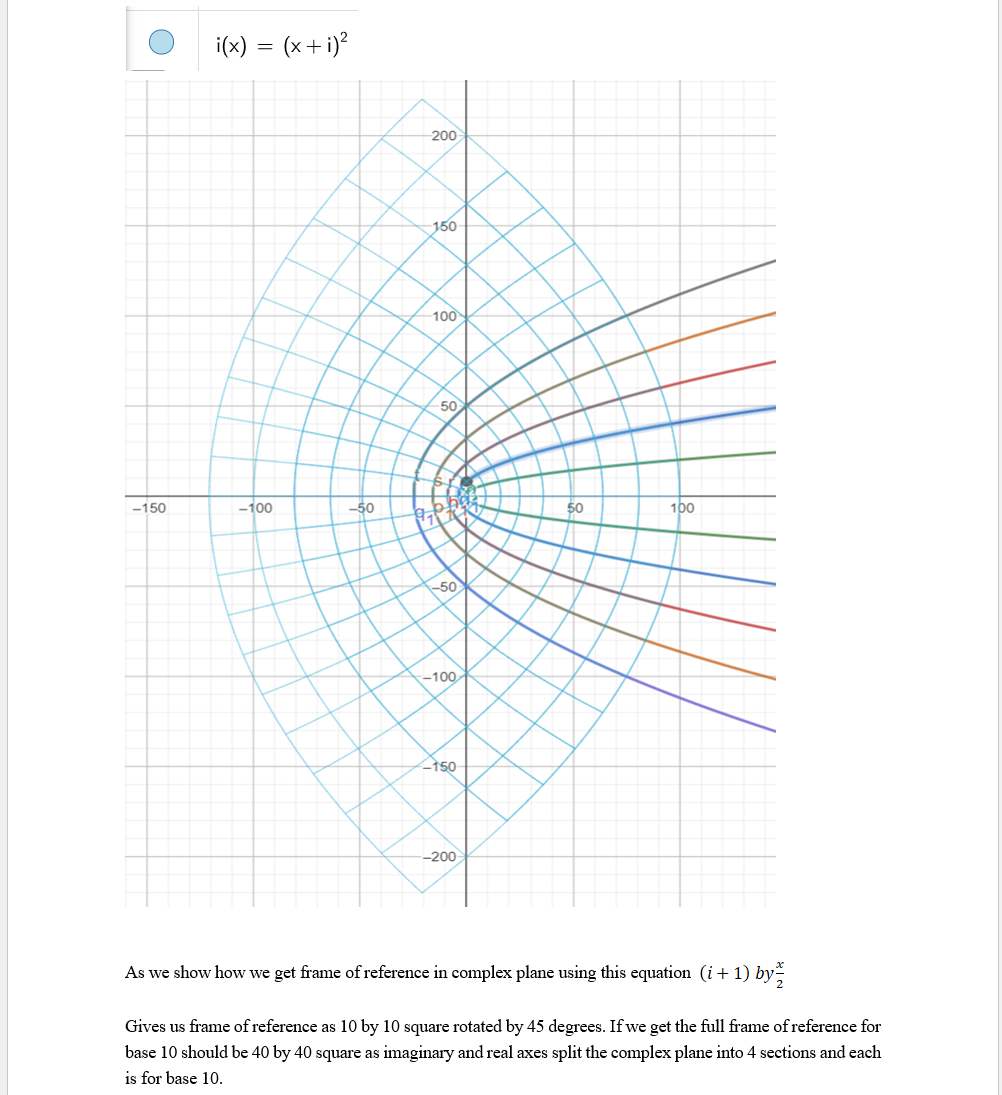 i(x) = (x + i)²
200
150
100
50
−150 −100 −50 50 100
−50
−100
−150
−200
As we show how we get frame of reference in complex plane using this equation (i + 1) by x/2
Gives us frame of reference as 10 by 10 square rotated by 45 degrees. If we get the full frame of reference for
base 10 should be 40 by 40 square as imaginary and real axes split the complex plane into 4 sections and each
is for base 10.